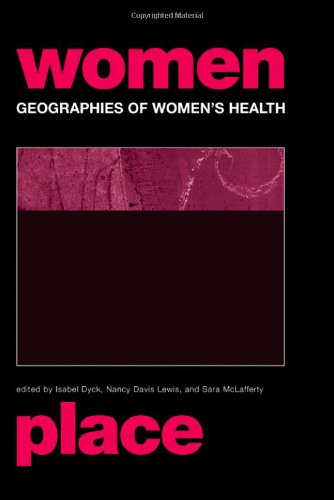 Copyrighted Material
women
GEOGRAPHIES OF WOMEN'S HEALTH
edited by Isabel Dyck, Nancy Davis Lewis, and Sara McLafferty
place